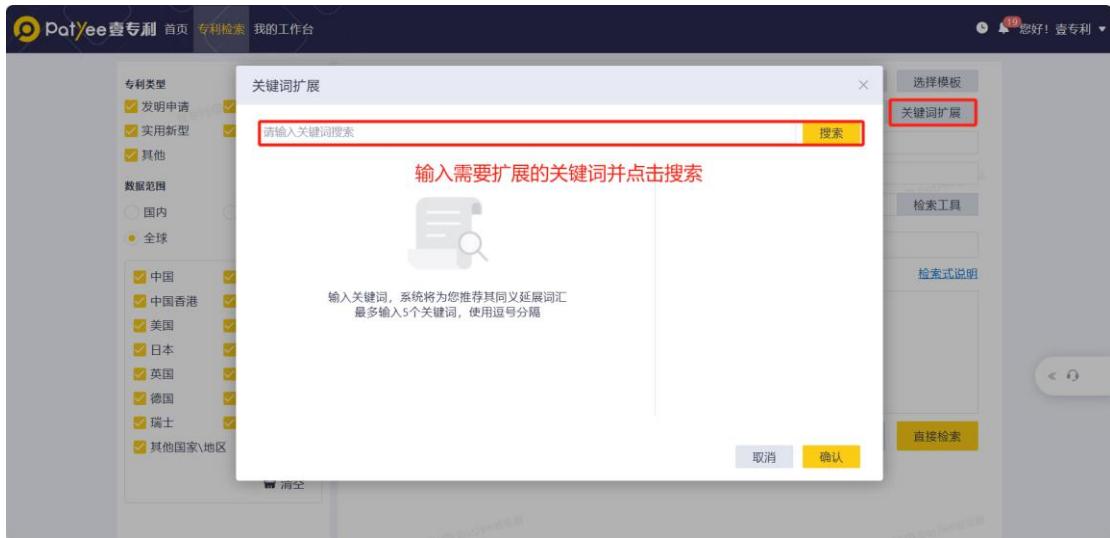 PatYee壹专利 首页 专利检索 我的工作台 19 您好！壹专利
专利类型
关键词扩展
选择模板
发明申请
关键词扩展
实用新型
请输入关键词搜索 搜索
其他
输入需要扩展的关键词并点击搜索
数据范围
国内
检索工具
全球
中国
检索式说明
中国香港
输入关键词，系统将为您推荐其同义延展词汇
最多输入5个关键词，使用逗号分隔
美国
日本
英国
德国
瑞士
直接检索
其他国家\地区
取消 确认
清空